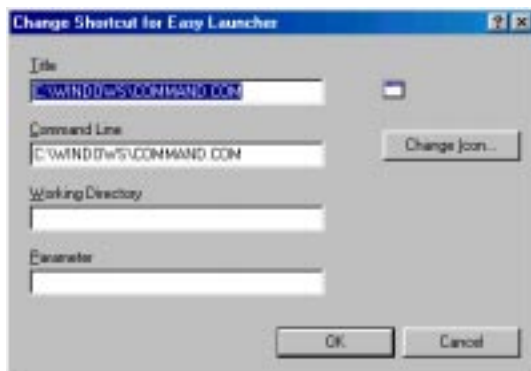 Change Shortcut for Easy Launcher
Title
C:\WINDOWS\COMMAND.COM
Command Line
C:\WINDOWS\COMMAND.COM
Change Icon...
Working Directory
Parameter
OK
Cancel